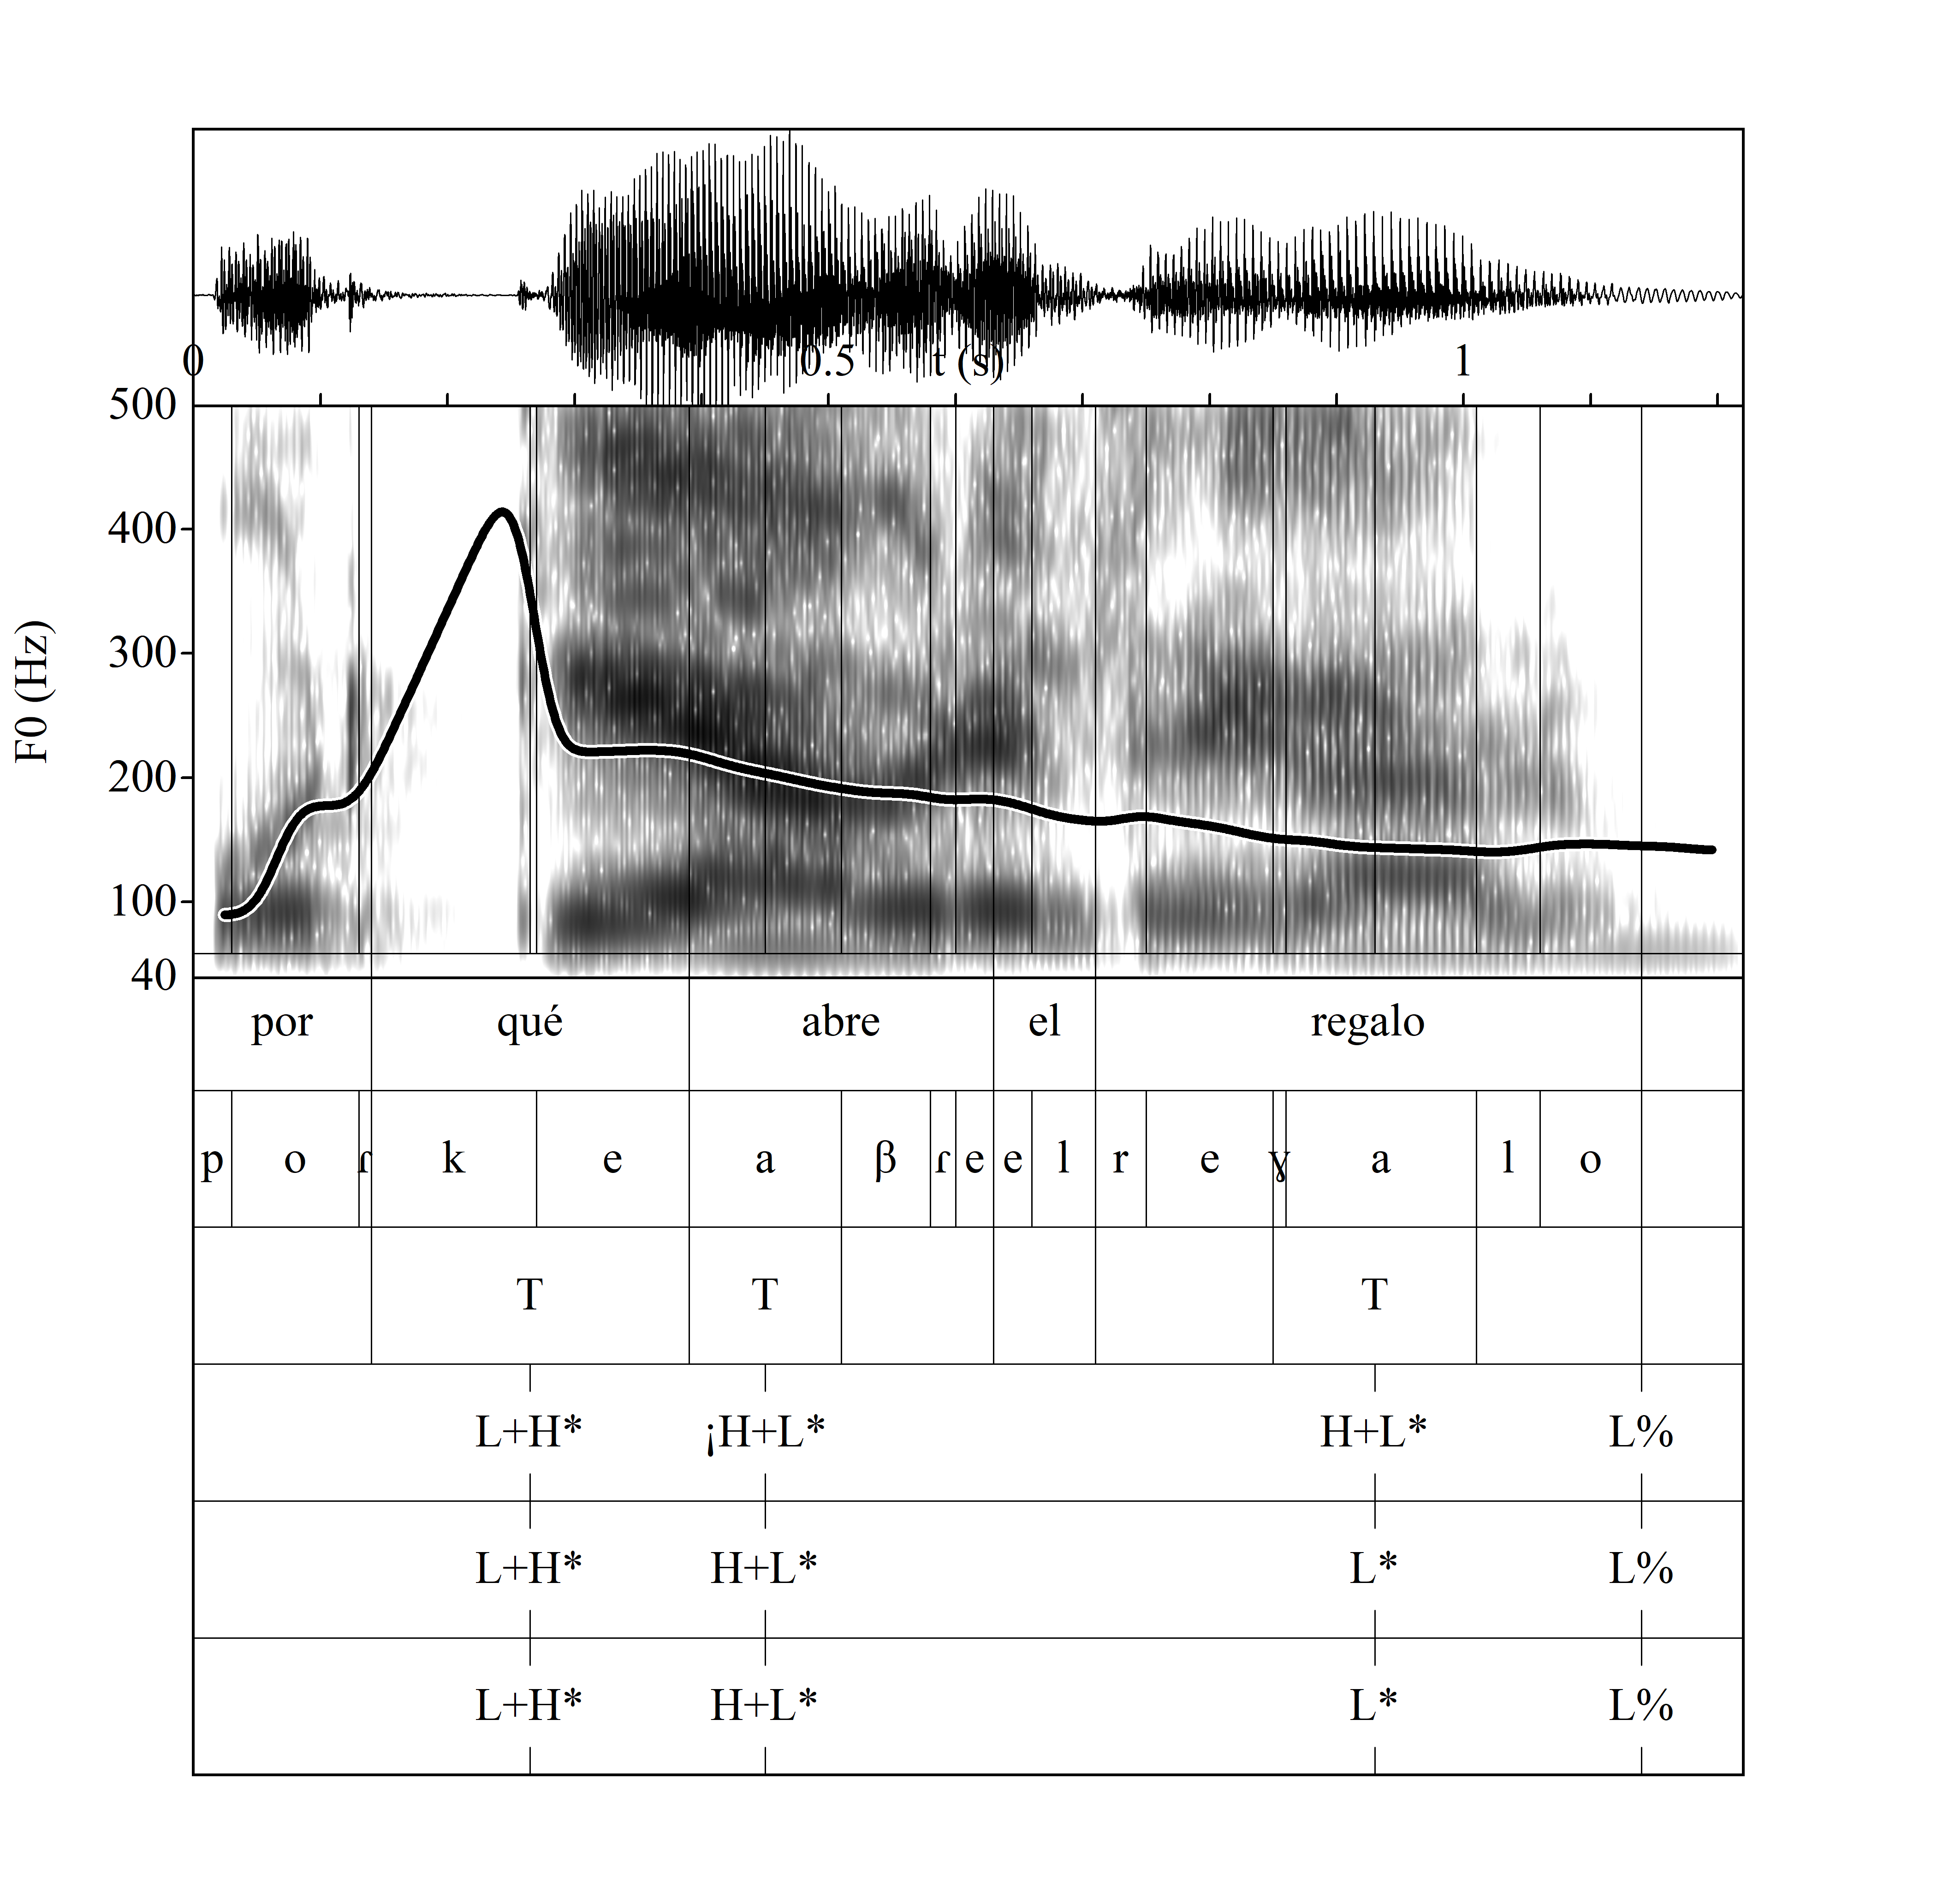 0 0.5 t (s) 1
500
400
300
200
100
40
F0 (Hz)
por qué abre el regalo
p o ɾ k e a β ɾ e e l r e ɣ a l o
T T T
L+H* ¡H+L* H+L* L%
L+H* H+L* L* L%
L+H* H+L* L* L%